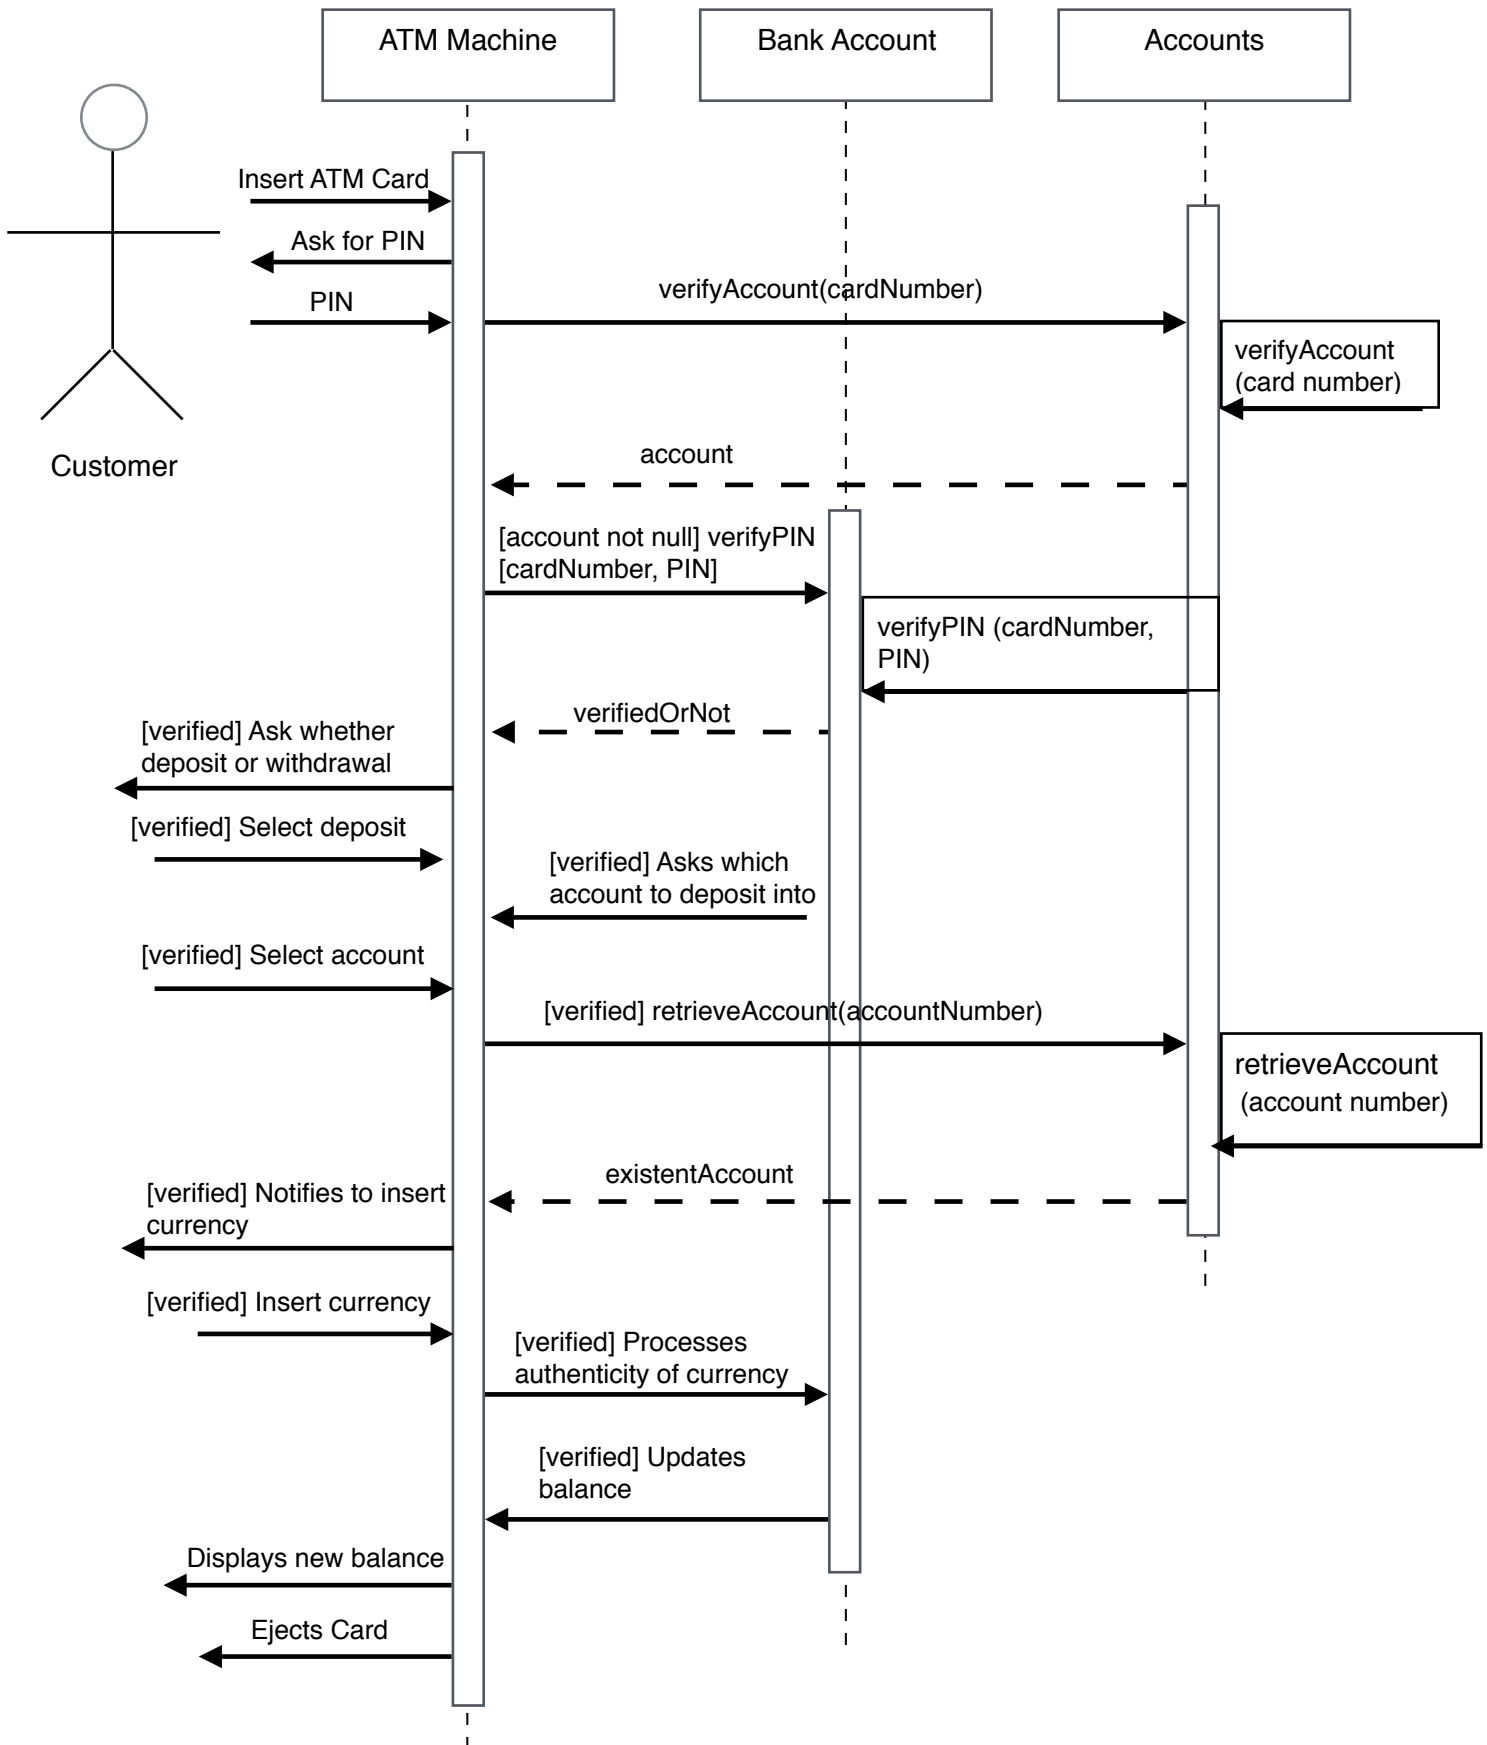 ATM Machine
Bank Account
Accounts
Insert ATM Card
Ask for PIN
PIN
verifyAccount(cardNumber)
verifyAccount
(card number)
Customer
account
[account not null] verifyPIN
[cardNumber, PIN]
verifyPIN (cardNumber,
PIN)
verifiedOrNot
[verified] Ask whether
deposit or withdrawal
[verified] Select deposit
[verified] Asks which
account to deposit into
[verified] Select account
[verified] retrieveAccount(accountNumber)
retrieveAccount
(account number)
existentAccount
[verified] Notifies to insert
currency
[verified] Insert currency
[verified] Processes
authenticity of currency
[verified] Updates
balance
Displays new balance
Ejects Card